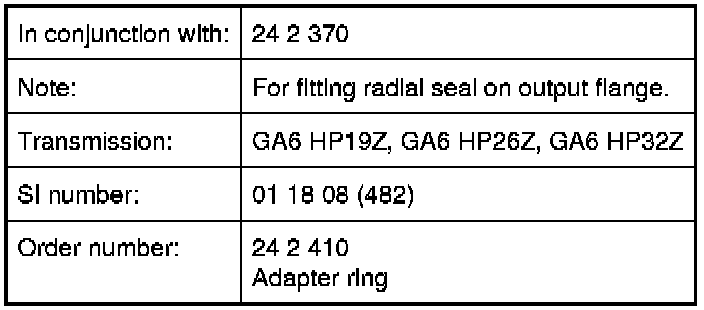 In conjunction with: 24 2 370
Note: For fitting radial seal on output flange.
Transmission: GA6 HP19Z, GA6 HP26Z, GA6 HP32Z
SI number: 01 18 08 (482)
Order number: 24 2 410
Adapter ring